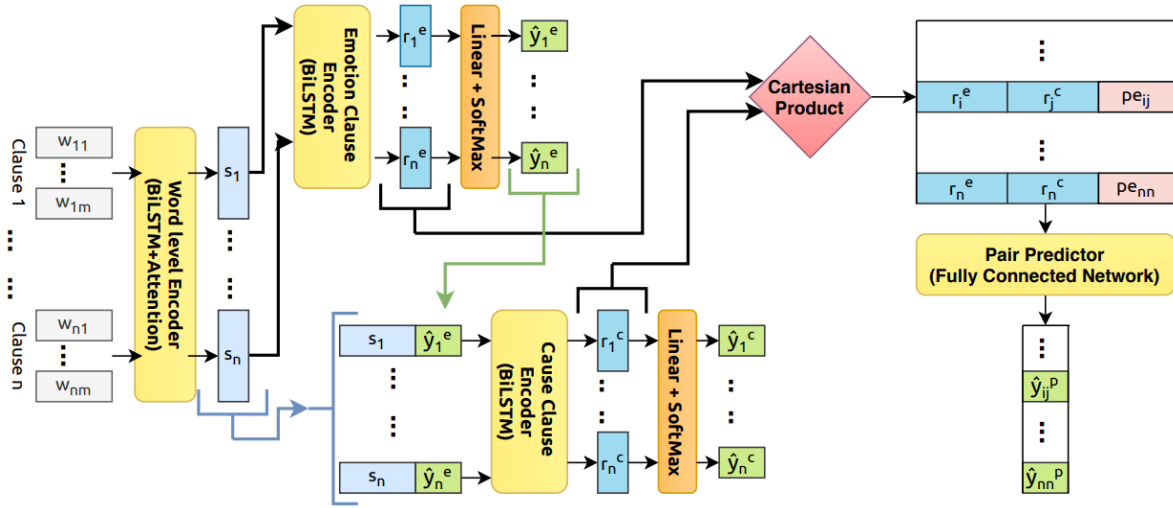 Clause 1
w₁₁
...
w₁ₘ
... ...
Clause n
wₙ₁
...
wₙₘ
Word level Encoder
(BiLSTM+Attention)
s₁
... ...
sₙ
Emotion Clause
Encoder
(BiLSTM)
r₁ᵉ
.. ..
rₙᵉ
Linear + SoftMax
ŷ₁ᵉ
.. ..
ŷₙᵉ
s₁ ŷ₁ᵉ
... ...
sₙ ŷₙᵉ
Cause Clause
Encoder
(BiLSTM)
r₁ᶜ
.. ..
rₙᶜ
Linear + SoftMax
ŷ₁ᶜ
.. ..
ŷₙᶜ
Cartesian
Product
...
rᵢᵉ rⱼᶜ peᵢⱼ
...
rₙᵉ rₙᶜ peₙₙ
Pair Predictor
(Fully Connected Network)
...
ŷᵢⱼᵖ
...
ŷₙₙᵖ